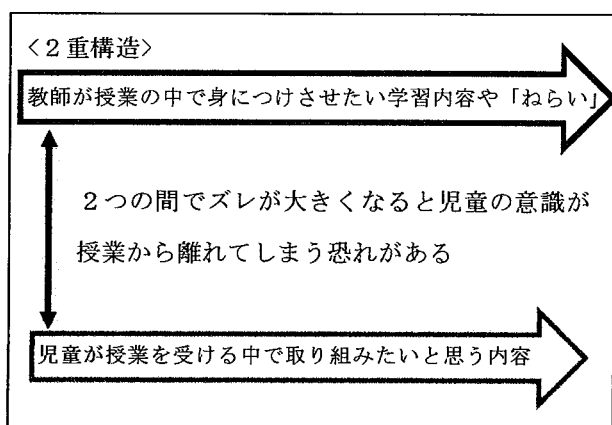 <２重構造>
教師が授業の中で身につけさせたい学習内容や「ねらい」
２つの間でズレが大きくなると児童の意識が
授業から離れてしまう恐れがある
児童が授業を受ける中で取り組みたいと思う内容